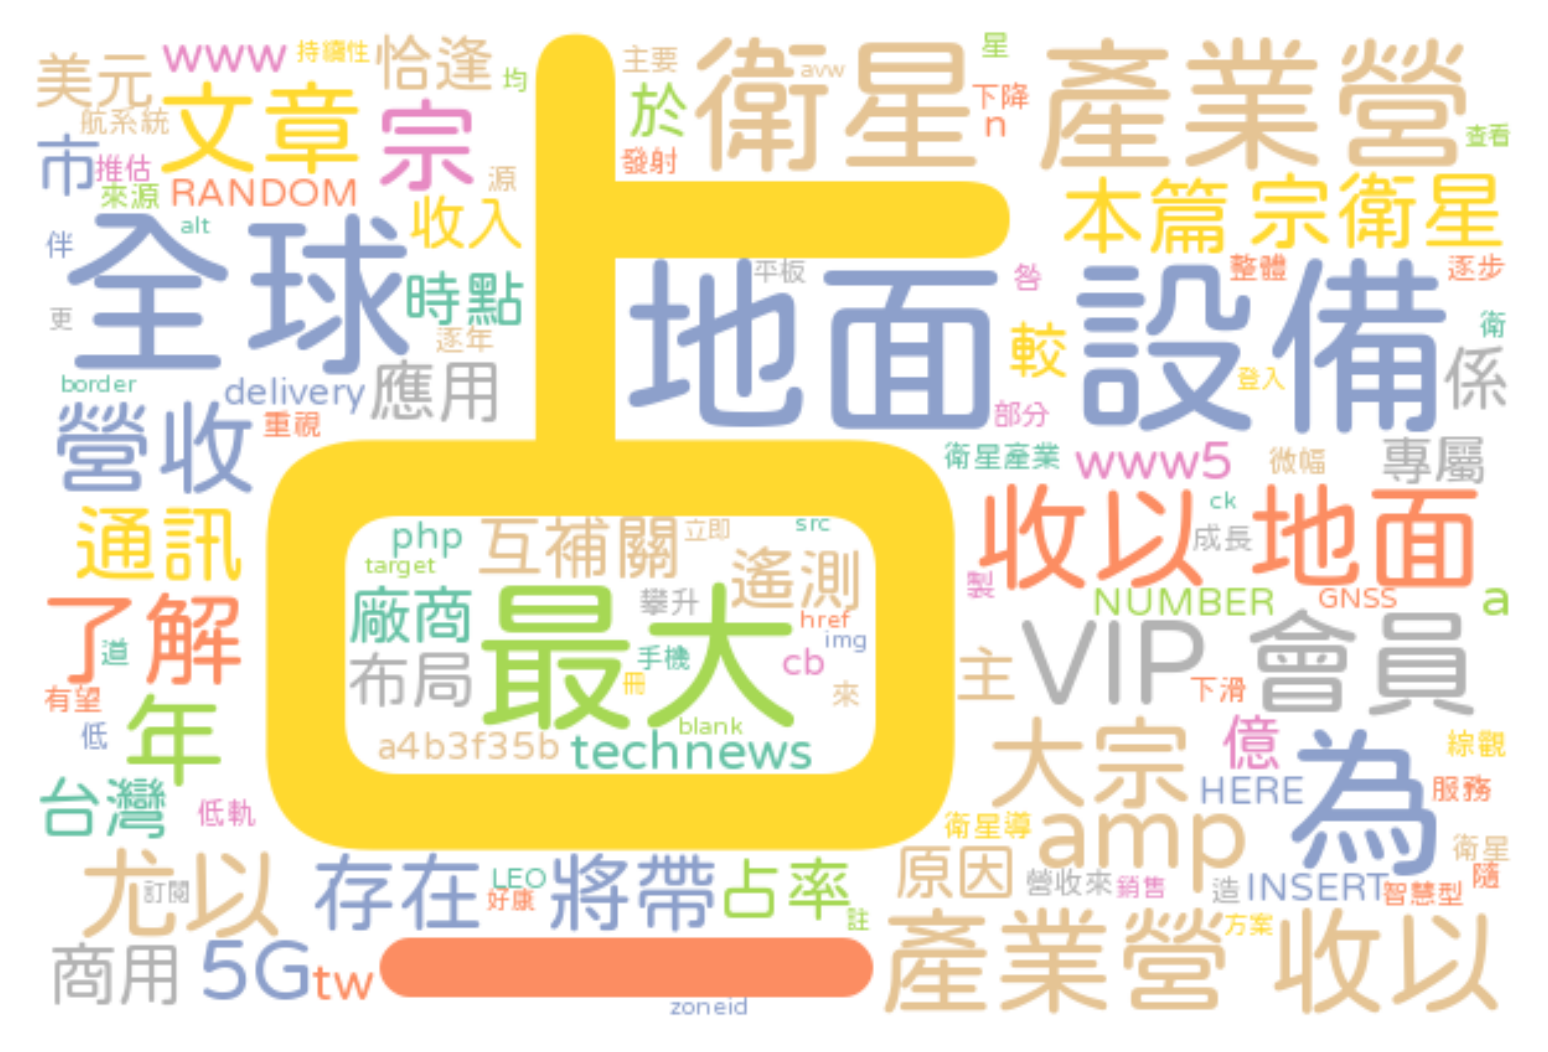 美元
www
持續性
恰逢
均
占
主要
衛星
avw
星
產業營
航系統
文章
宗
於
下降
n
查看
市
推估
發射
來源
RANDOM
源
收入
本篇
宗衛星
伴
alt
全球
時點
地面
平板
咎
設備
整體
逐步
更
逐年
較
衛
border
delivery
應用
登入
係
營收
重視
部分
衛星產業
www5
微幅
專屬
通訊
php
互補關
立即
src
收以
ck
地面
成長
target
遙測
製
廠商
最大
攀升
href
NUMBER
GNSS
a
了解
道
布局
手機
img
cb
主
VIP
會員
下滑
冊
來
有望
年
低
blank
a4b3f35b
technews
大宗
億
為
綜觀
HERE
服務
台灣
低軌
衛星導
amp
衛星
尤以
訂閱
存在
LEO
好康
將帶
占率
註
原因
營收來
銷售
造
INSERT
智慧型
隨
商用
5G
tw
一
產業營
方案
收以
zoneid